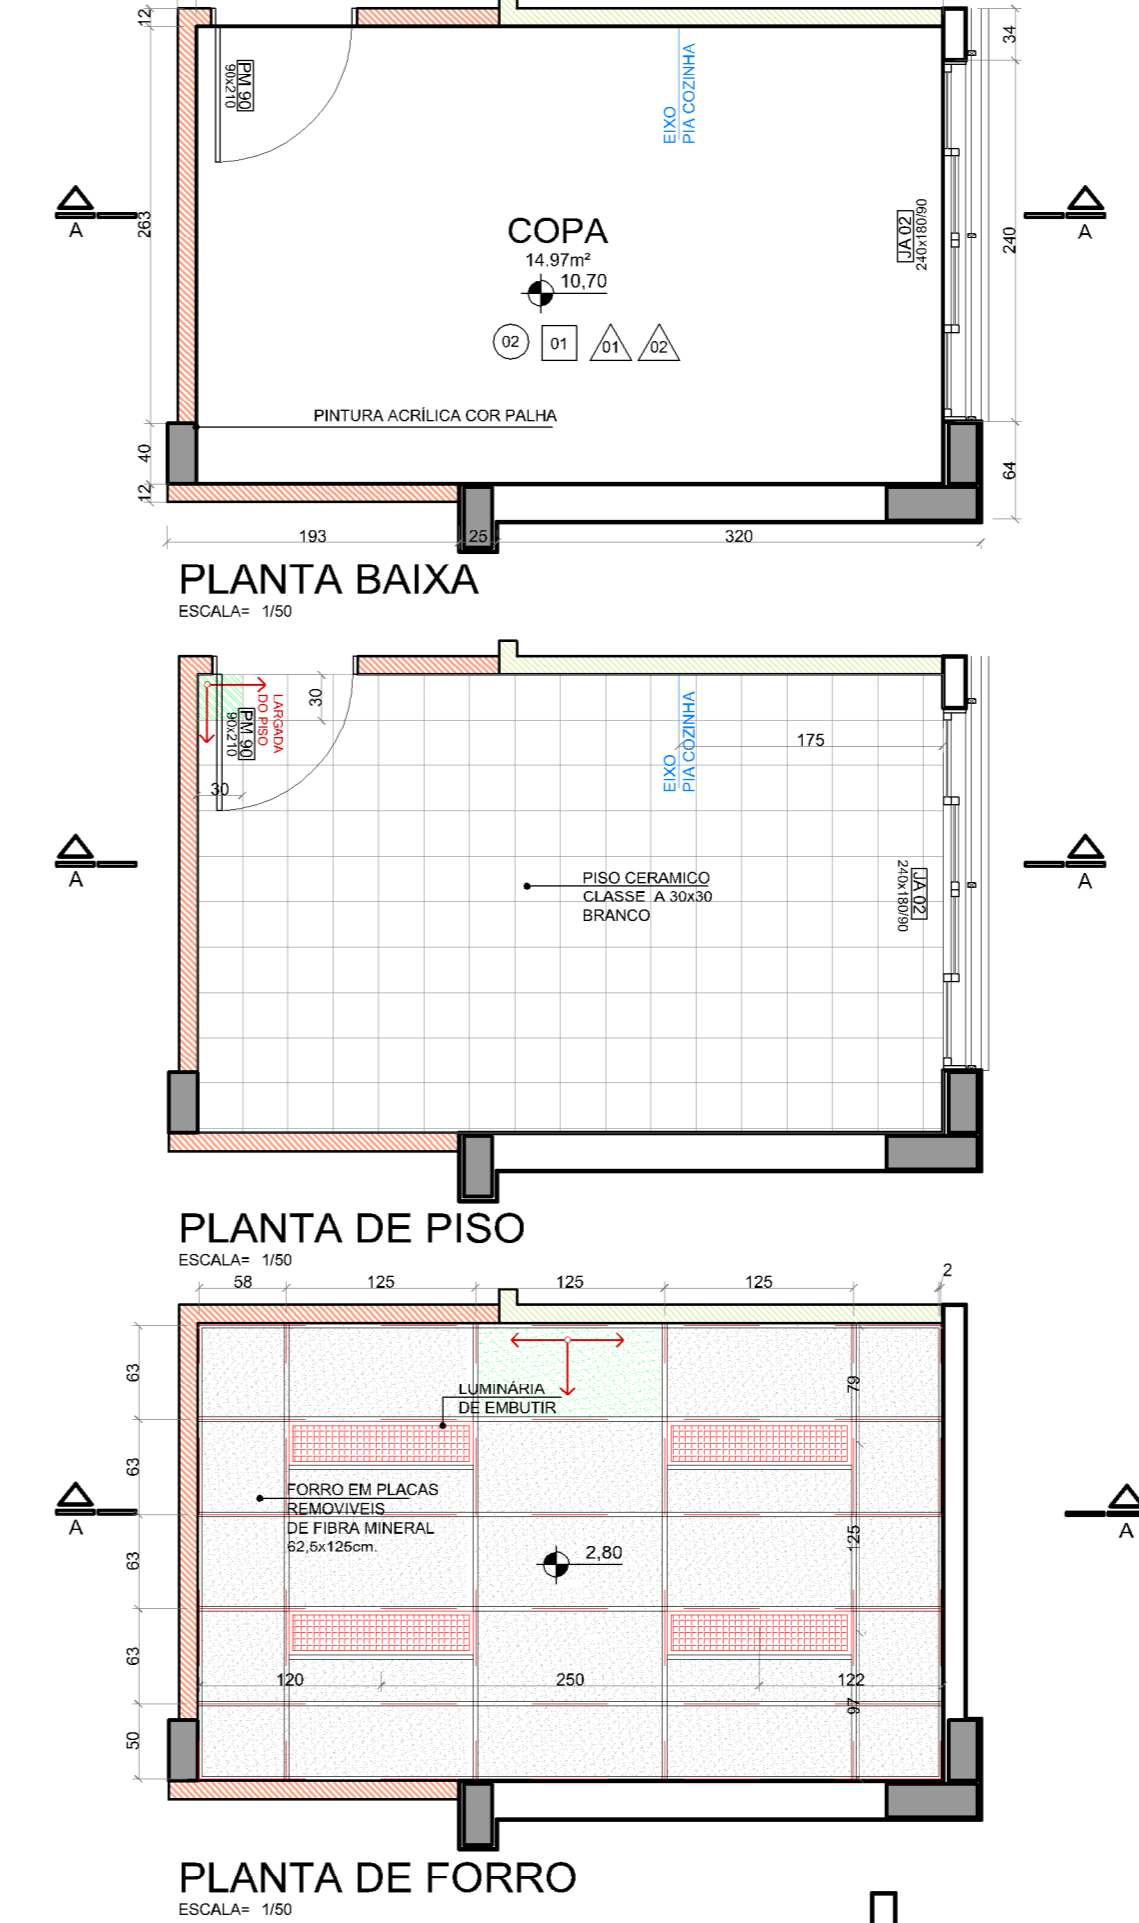 12
34
PM 90
90x210
EIXO
PIA COZINHA
263
A
A
COPA
14.97m²
10,70
JA 02
240x180/90
240
02
01
01
02
PINTURA ACRÍLICA COR PALHA
40
64
12
193
25
320
PLANTA BAIXA
ESCALA= 1/50
LARGADA
DO PISO
30
PM 90
90x210
30
EIXO
PIA COZINHA
175
A
A
PISO CERAMICO
CLASSE A 30x30
BRANCO
JA 02
240x180/90
PLANTA DE PISO
ESCALA= 1/50
58
125
125
125
2
63
79
LUMINÁRIA
DE EMBUTIR
63
FORRO EM PLACAS
REMOVIVEIS
DE FIBRA MINERAL
62,5x125cm.
A
A
63
2,80
125
63
120
250
122
97
50
PLANTA DE FORRO
ESCALA= 1/50